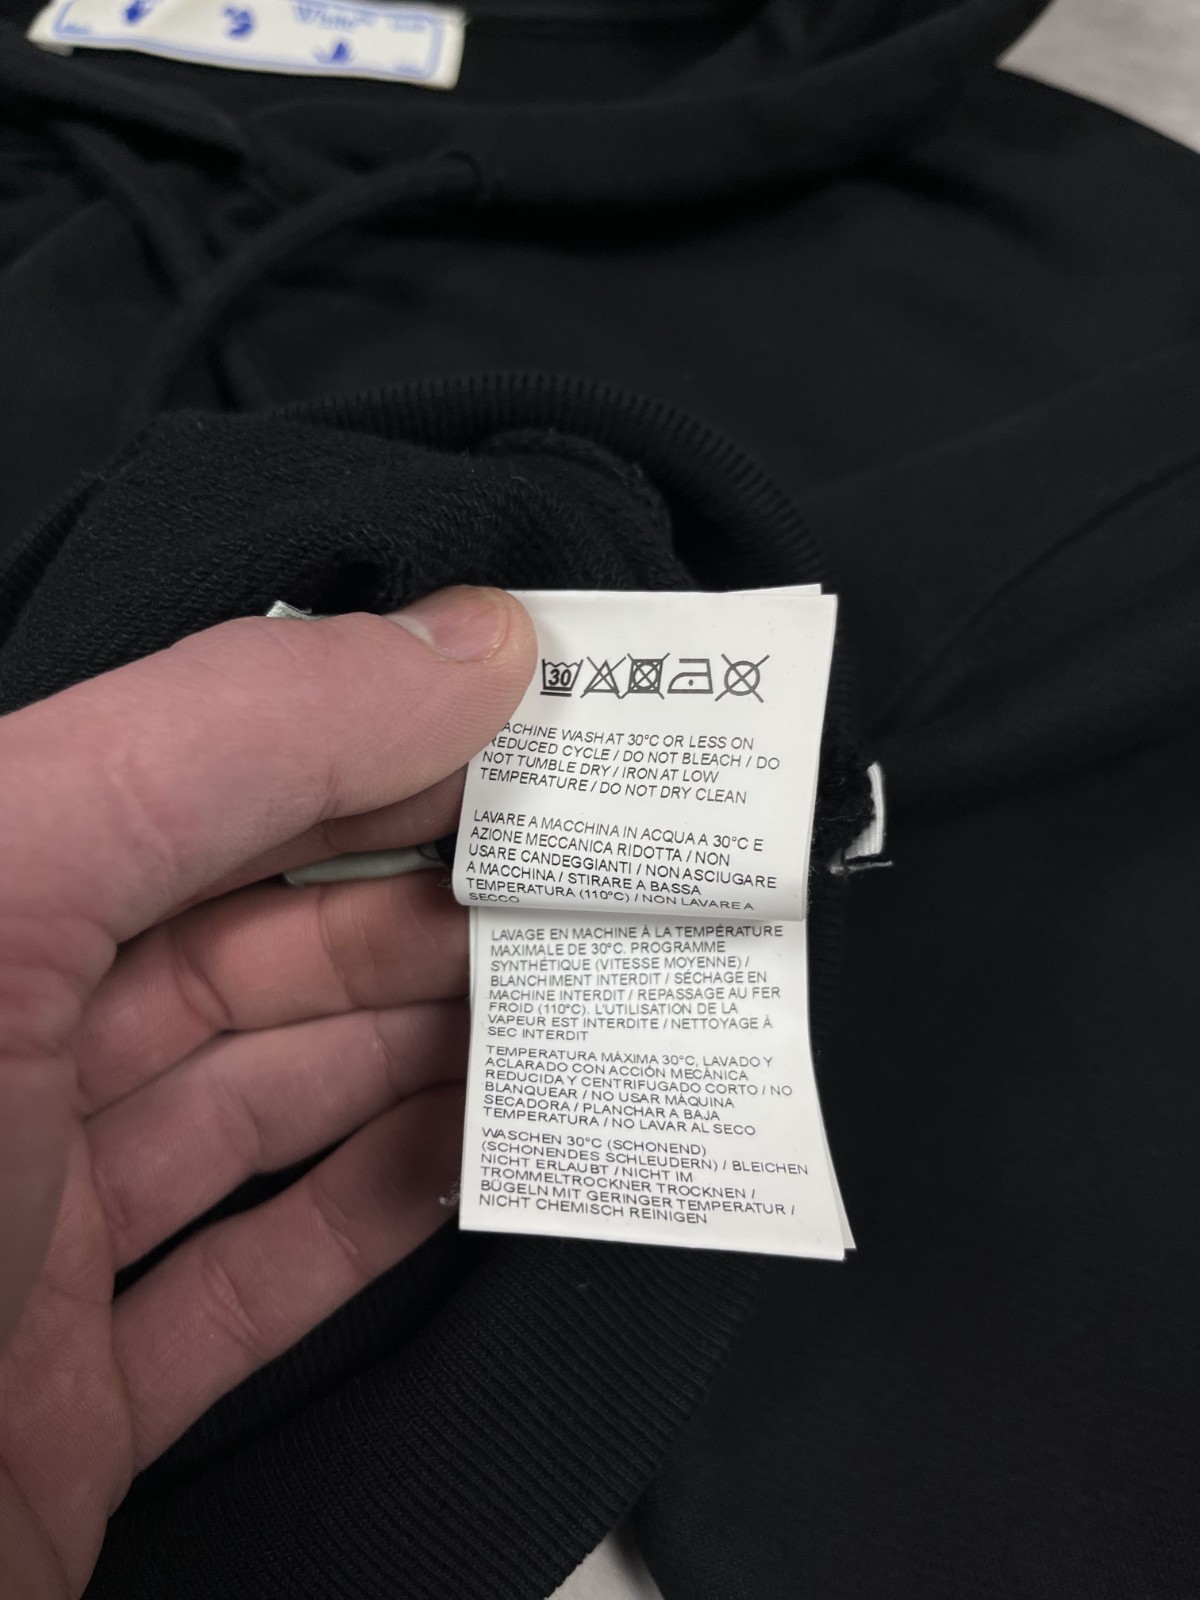 White
30
MACHINE WASH AT 30°C OR LESS ON
REDUCED CYCLE / DO NOT BLEACH / DO
NOT TUMBLE DRY / IRON AT LOW
TEMPERATURE / DO NOT DRY CLEAN
LAVARE A MACCHINA IN ACQUA A 30°C E
AZIONE MECCANICA RIDOTTA / NON
USARE CANDEGGIANTI / NON ASCIUGARE
A MACCHINA / STIRARE A BASSA
TEMPERATURA (110°C) / NON LAVARE A
SECCO
LAVAGE EN MACHINE À LA TEMPÉRATURE
MAXIMALE DE 30°C. PROGRAMME
SYNTHÉTIQUE (VITESSE MOYENNE) /
BLANCHIMENT INTERDIT / SÉCHAGE EN
MACHINE INTERDIT / REPASSAGE AU FER
FROID (110°C). L'UTILISATION DE LA
VAPEUR EST INTERDITE / NETTOYAGE À
SEC INTERDIT
TEMPERATURA MÀXIMA 30°C, LAVADO Y
ACLARADO CON ACCIÓN MECÀNICA
REDUCIDA Y CENTRIFUGADO CORTO / NO
BLANQUEAR / NO USAR MÀQUINA
SECADORA / PLANCHAR A BAJA
TEMPERATURA / NO LAVAR AL SECO
WASCHEN 30°C (SCHONEND)
(SCHONENDES SCHLEUDERN) / BLEICHEN
NICHT ERLAUBT / NICHT IM
TROMMELTROCKNER TROCKNEN /
BÜGELN MIT GERINGER TEMPERATUR /
NICHT CHEMISCH REINIGEN